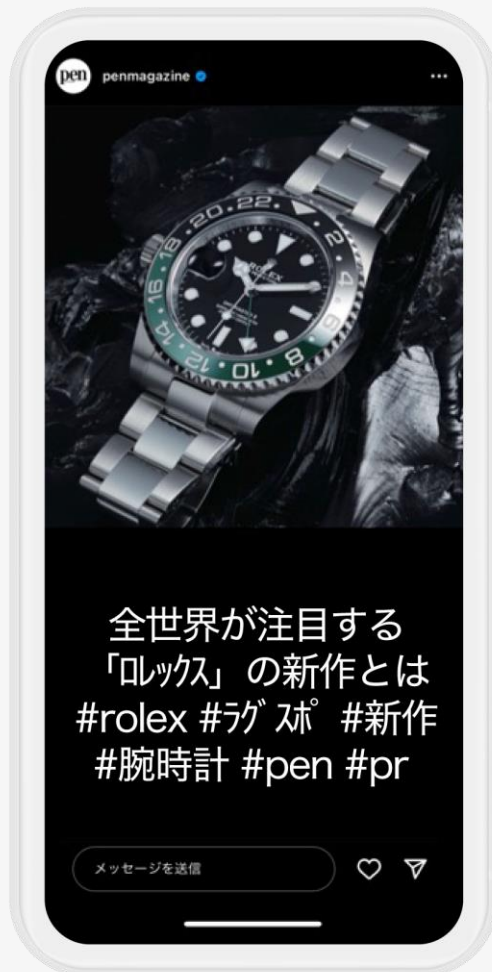 pen penmagazine
20 22 2 4 6 8 10 12 14 16 18
ROLEX
全世界が注目する
「ﾛﾚｯｸｽ」の新作とは
#rolex #ﾗｸﾞｽﾎﾟ #新作
#腕時計 #pen #pr
メッセージを送信